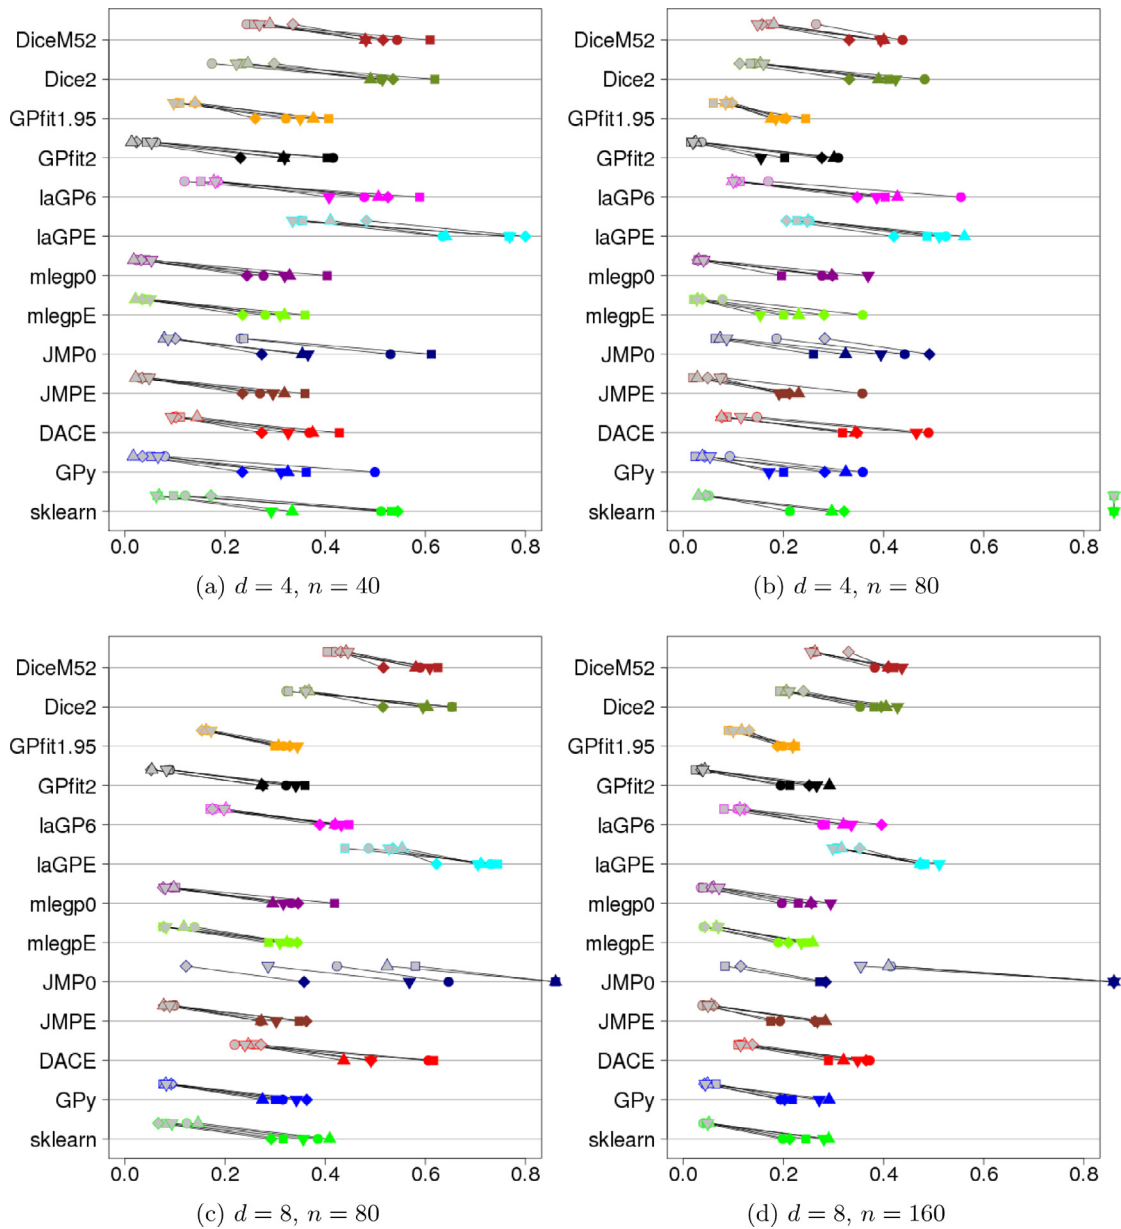 DiceM52
Dice2
GPfit1.95
GPfit2
laGP6
laGPE
mlegp0
mlegpE
JMP0
JMPE
DACE
GPy
sklearn
0.0 0.2 0.4 0.6 0.8
(a) d = 4, n = 40
DiceM52
Dice2
GPfit1.95
GPfit2
laGP6
laGPE
mlegp0
mlegpE
JMP0
JMPE
DACE
GPy
sklearn
0.0 0.2 0.4 0.6 0.8
(b) d = 4, n = 80
DiceM52
Dice2
GPfit1.95
GPfit2
laGP6
laGPE
mlegp0
mlegpE
JMP0
JMPE
DACE
GPy
sklearn
0.0 0.2 0.4 0.6 0.8
(c) d = 8, n = 80
DiceM52
Dice2
GPfit1.95
GPfit2
laGP6
laGPE
mlegp0
mlegpE
JMP0
JMPE
DACE
GPy
sklearn
0.0 0.2 0.4 0.6 0.8
(d) d = 8, n = 160